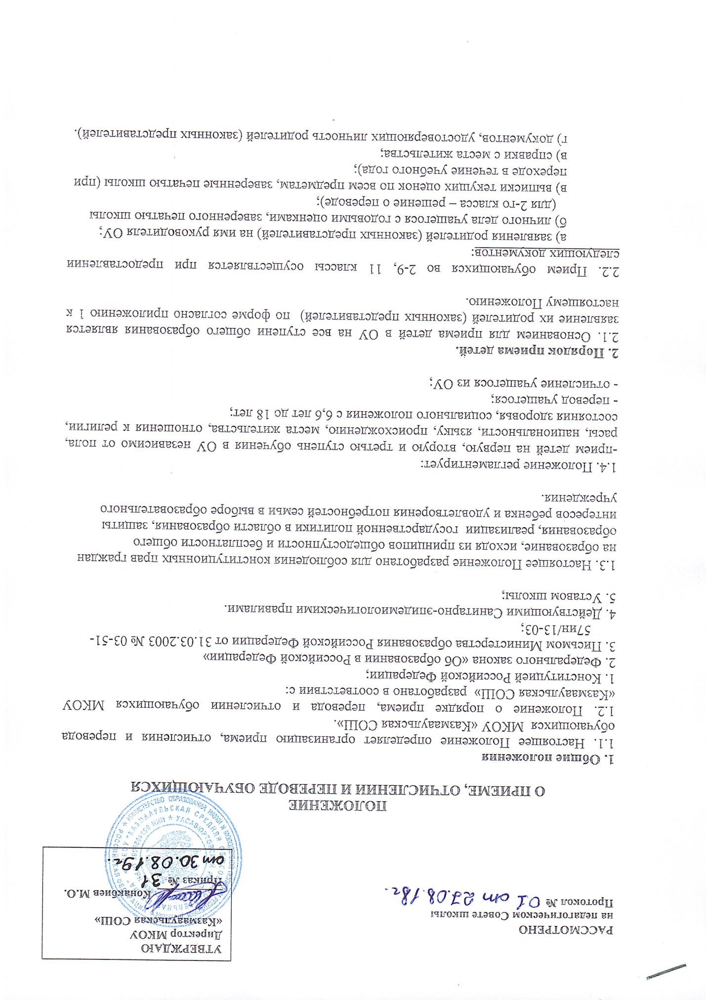 РАССМОТРЕНО
на педагогическом Совете школы
Протокол № 01 от 27.08.18г.
УТВЕРЖДАЮ
Директор МКОУ
«Казмааульская СОШ»
Конакбиев М.О.
Приказ № 31
от 30.08.19г.
ПОЛОЖЕНИЕ
О ПРИЕМЕ, ОТЧИСЛЕНИИ И ПЕРЕВОДЕ ОБУЧАЮЩИХСЯ
1. Общие положения
1.1. Настоящее Положение определяет организацию приема, отчисления и перевода
обучающихся МКОУ «Казмааульская СОШ».
1.2. Положение о порядке приема, перевода и отчислении обучающихся МКОУ
«Казмааульская СОШ» разработано в соответствии с:
1. Конституцией Российской Федерации;
2. Федерального закона «Об образовании в Российской Федерации»
3. Письмом Министерства образования Российской Федерации от 31.03.2003 № 03-51-
57ин/13-03;
4. Действующими Санитарно-эпидемиологическими правилами.
5. Уставом школы;
1.3. Настоящее Положение разработано для соблюдения конституционных прав граждан
на образование, исходя из принципов общедоступности и бесплатности общего
образования, реализации государственной политики в области образования, защиты
интересов ребенка и удовлетворения потребностей семьи в выборе образовательного
учреждения.
1.4. Положение регламентирует:
-прием детей на первую, вторую и третью ступень обучения в ОУ независимо от пола,
расы, национальности, языку, происхождению, места жительства, отношения к религии,
состояния здоровья, социального положения с 6,6 лет до 18 лет;
- перевод учащегося;
- отчисление учащегося из ОУ;
2. Порядок приема детей.
2.1. Основанием для приема детей в ОУ на все ступени общего образования является
заявление их родителей (законных представителей) по форме согласно приложению 1 к
настоящему Положению.
2.2. Прием обучающихся во 2-9, 11 классы осуществляется при предоставлении
следующих документов:
а) заявления родителей (законных представителей) на имя руководителя ОУ;
б) личного дела учащегося с годовыми оценками, заверенного печатью школы
(для 2-го класса – решение о переводе);
в) выписки текущих оценок по всем предметам, заверенные печатью школы (при
переходе в течение учебного года);
в) справки с места жительства;
г) документов, удостоверяющих личность родителей (законных представителей).